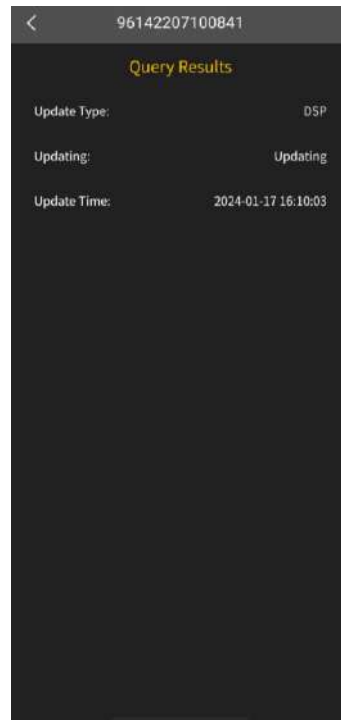 96142207100841
Query Results
Update Type: DSP
Updating: Updating
Update Time: 2024-01-17 16:10:03